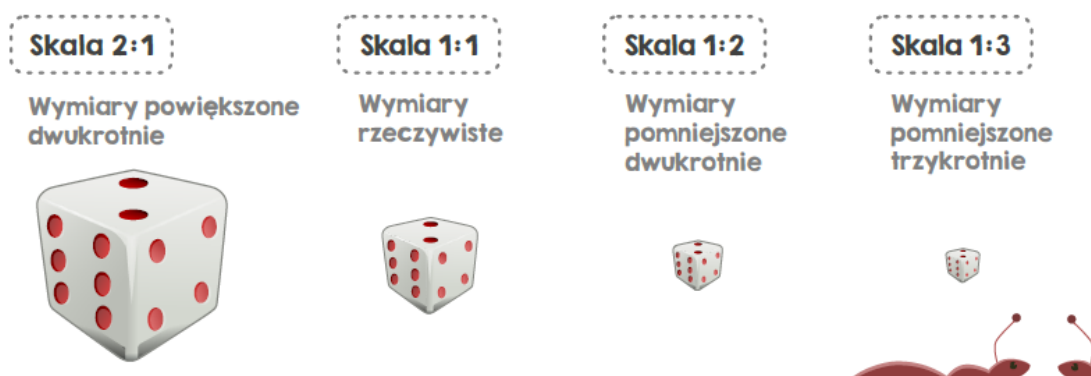 Skala 2:1
Wymiary powiększone
dwukrotnie
Skala 1:1
Wymiary
rzeczywiste
Skala 1:2
Wymiary
pomniejszone
dwukrotnie
Skala 1:3
Wymiary
pomniejszone
trzykrotnie